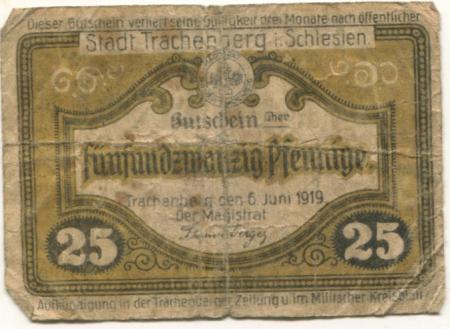 Dieser Gutschein verliert seine Gültigkeit drei Monate nach öffentlicher
Stadt Trachenberg i. Schlesien.
Gutschein über
Fünfundzwanzig Pfennige.
Trachenberg den 6. Juni 1919.
Der Magistrat
25 25
Aufkündigung in der Trachenberger Zeitung u. im Militscher Kreisblatt